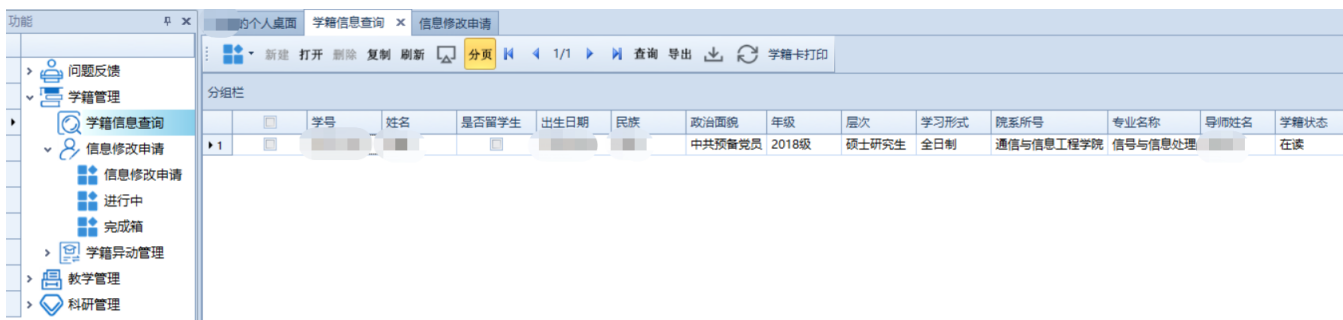 功能
的个人桌面 学籍信息查询 信息修改申请
新建 打开 删除 复制 刷新 分页 1/1 查询 导出 学籍卡打印
问题反馈
学籍管理
学籍信息查询
信息修改申请
信息修改申请
进行中
完成箱
学籍异动管理
教学管理
科研管理
分组栏
学号 姓名 是否留学生 出生日期 民族 政治面貌 年级 层次 学习形式 院系所号 专业名称 导师姓名 学籍状态
1 中共预备党员 2018级 硕士研究生 全日制 通信与信息工程学院 信号与信息处理 在读